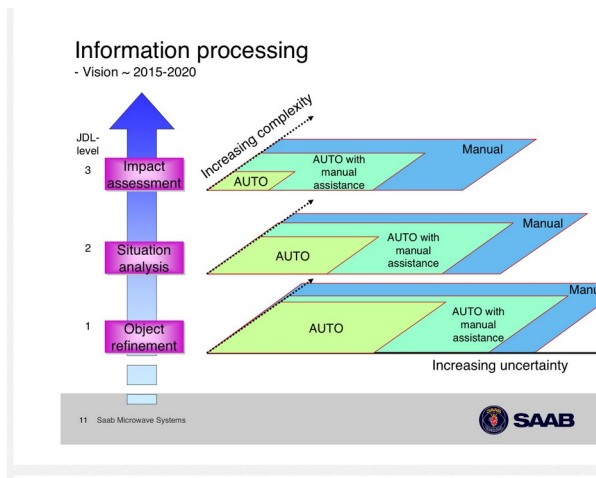 Information processing
- Vision ~ 2015-2020
JDL-
level
3
Impact
assessment
Increasing complexity
AUTO
AUTO with
manual
assistance
Manual
2
Situation
analysis
AUTO
AUTO with
manual
assistance
Manual
1
Object
refinement
AUTO
AUTO with
manual
assistance
Manu
Increasing uncertainty
11 Saab Microwave Systems
SAAB